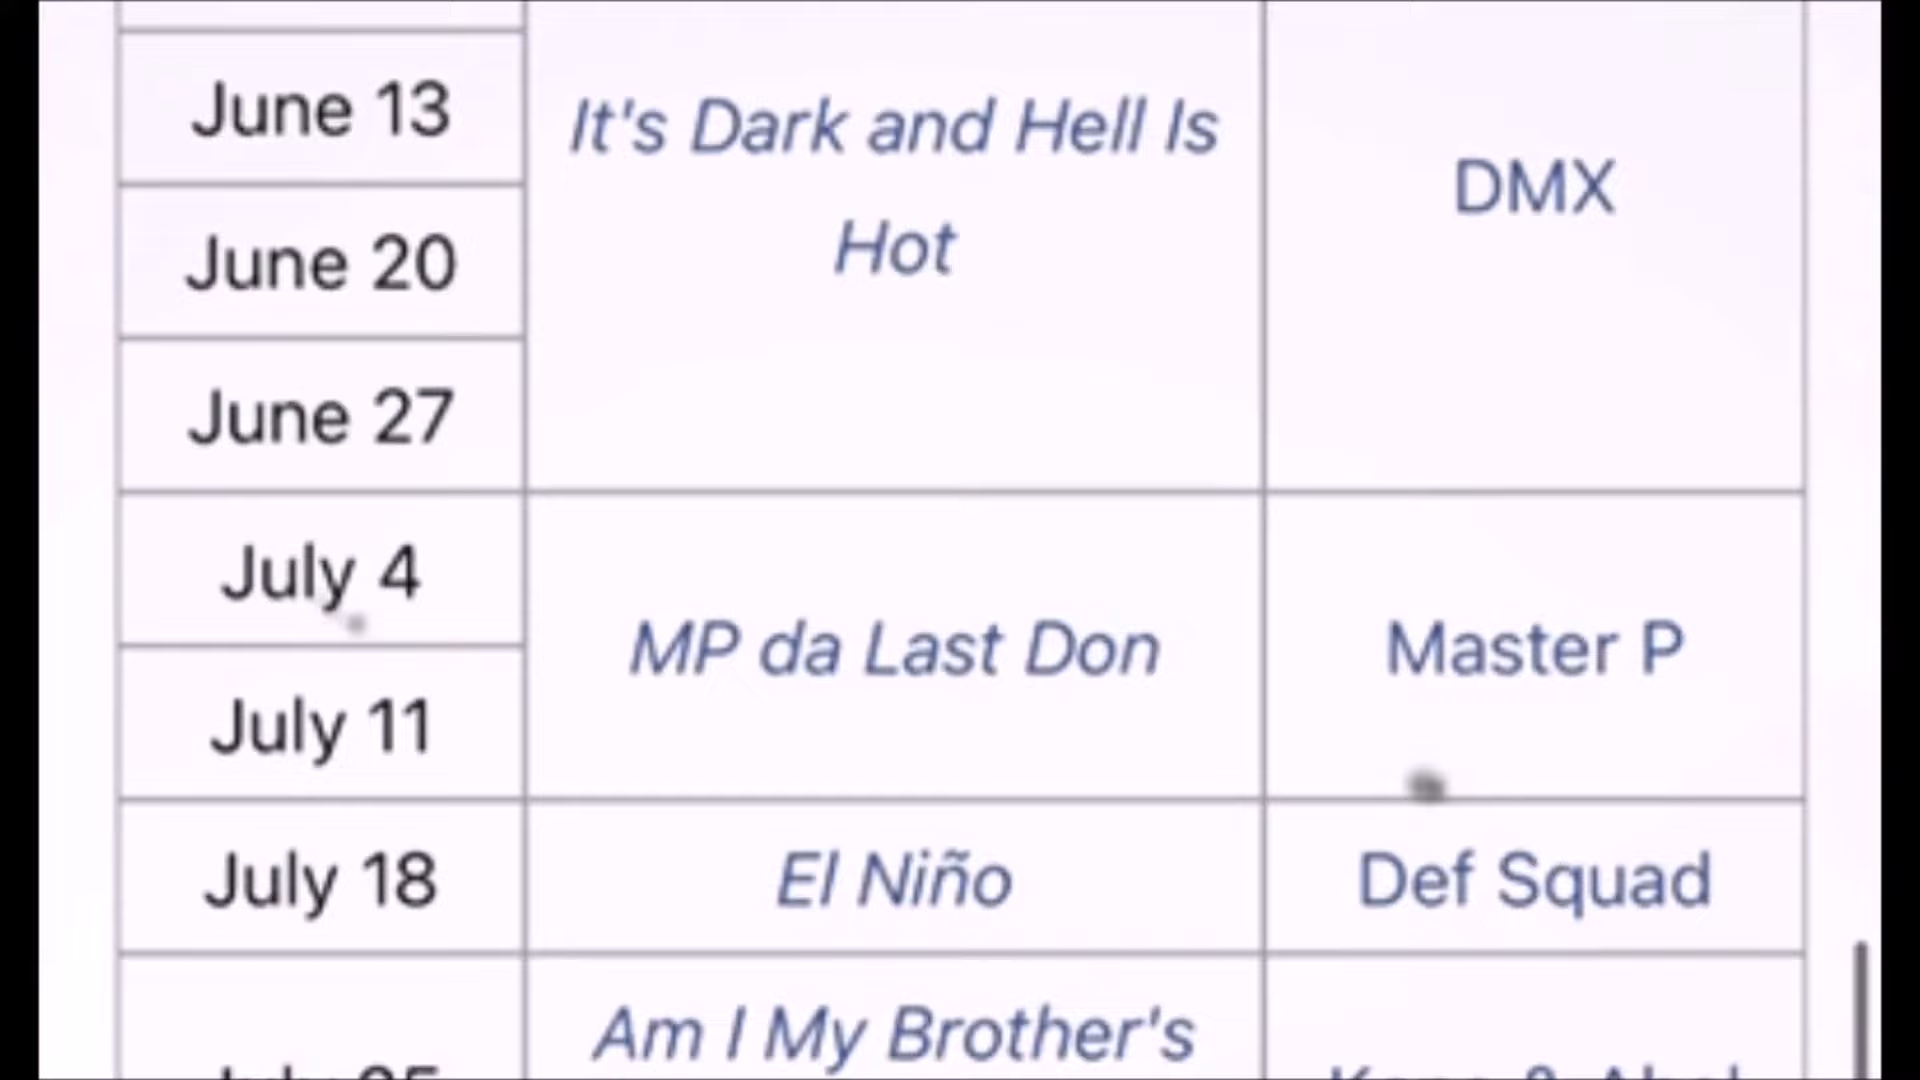 June 13
It's Dark and Hell Is
Hot
DMX
June 20
June 27
July 4
MP da Last Don
Master P
July 11
July 18
El Niño
Def Squad
Am I My Brother's